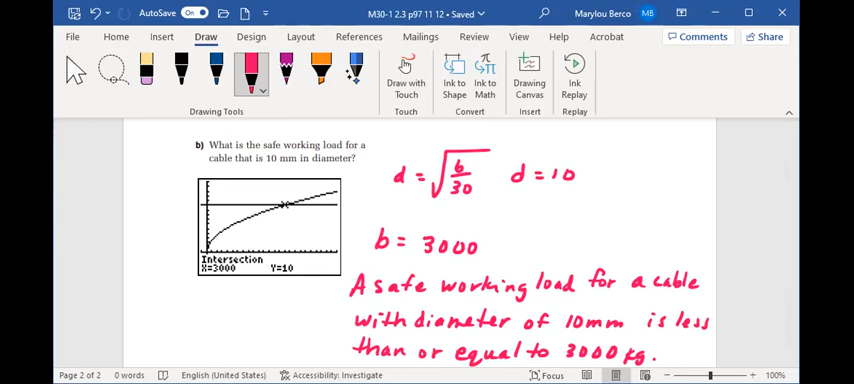 AutoSave On M30-1 2.3 p97 11 12 • Saved Marylou Berco MB
File Home Insert Draw Design Layout References Mailings Review View Help Acrobat Comments Share
Draw with Touch
Ink to Shape
Ink to Math
Drawing Canvas
Ink Replay
Drawing Tools Touch Convert Insert Replay
b) What is the safe working load for a
cable that is 10 mm in diameter?
d = √(b/30) d = 10
Intersection
X=3000 Y=10
b = 3000
A safe working load for a cable
with diameter of 10mm is less
than or equal to 3000 kg.
Page 2 of 2 0 words English (United States) Accessibility: Investigate Focus 100%